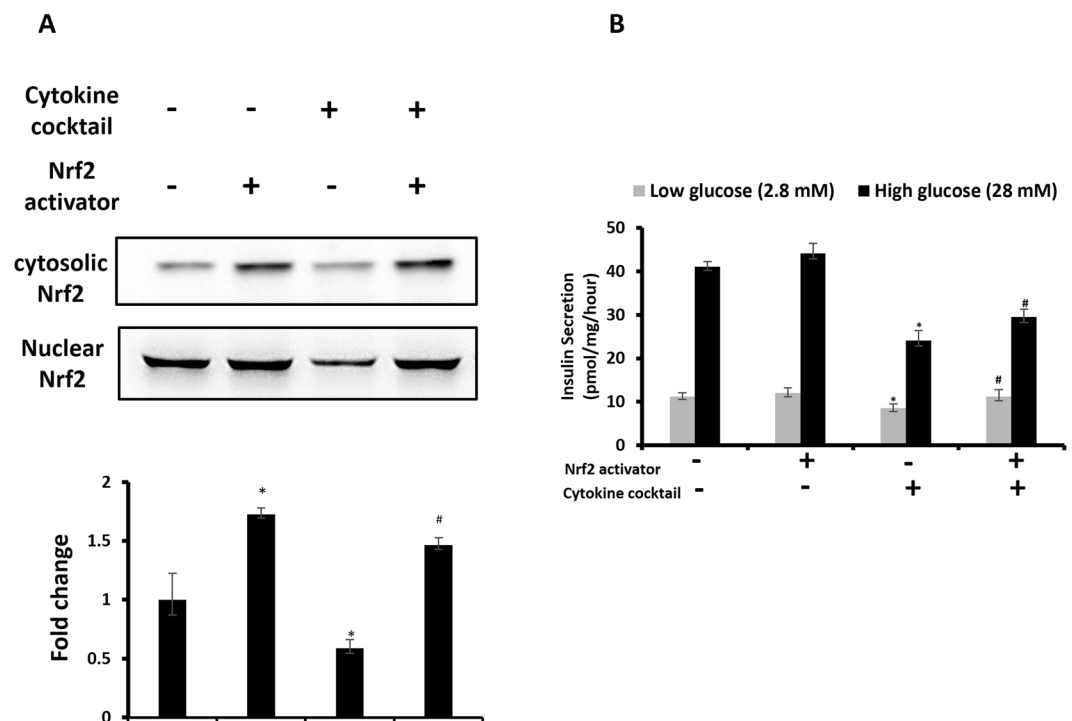 A
B
Cytokine
cocktail
- - + +
Nrf2
activator
- + - +
cytosolic
Nrf2
Nuclear
Nrf2
2
1.5
1
0.5
0
Fold change
*
*
#
Low glucose (2.8 mM)
High glucose (28 mM)
50
40
30
20
10
0
Insulin Secretion
(pmol/mg/hour)
*
*
#
#
Nrf2 activator - + - +
Cytokine cocktail - - + +